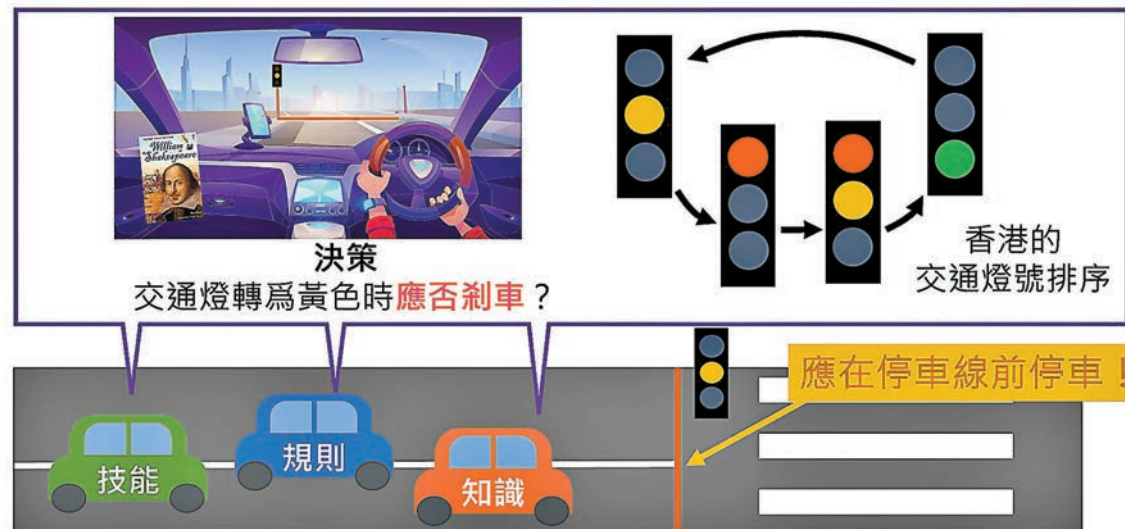 William
Shakespeare
決策
交通燈轉爲黃色時應否剎車？
香港的
交通燈號排序
應在停車線前停車！
技能
規則
知識